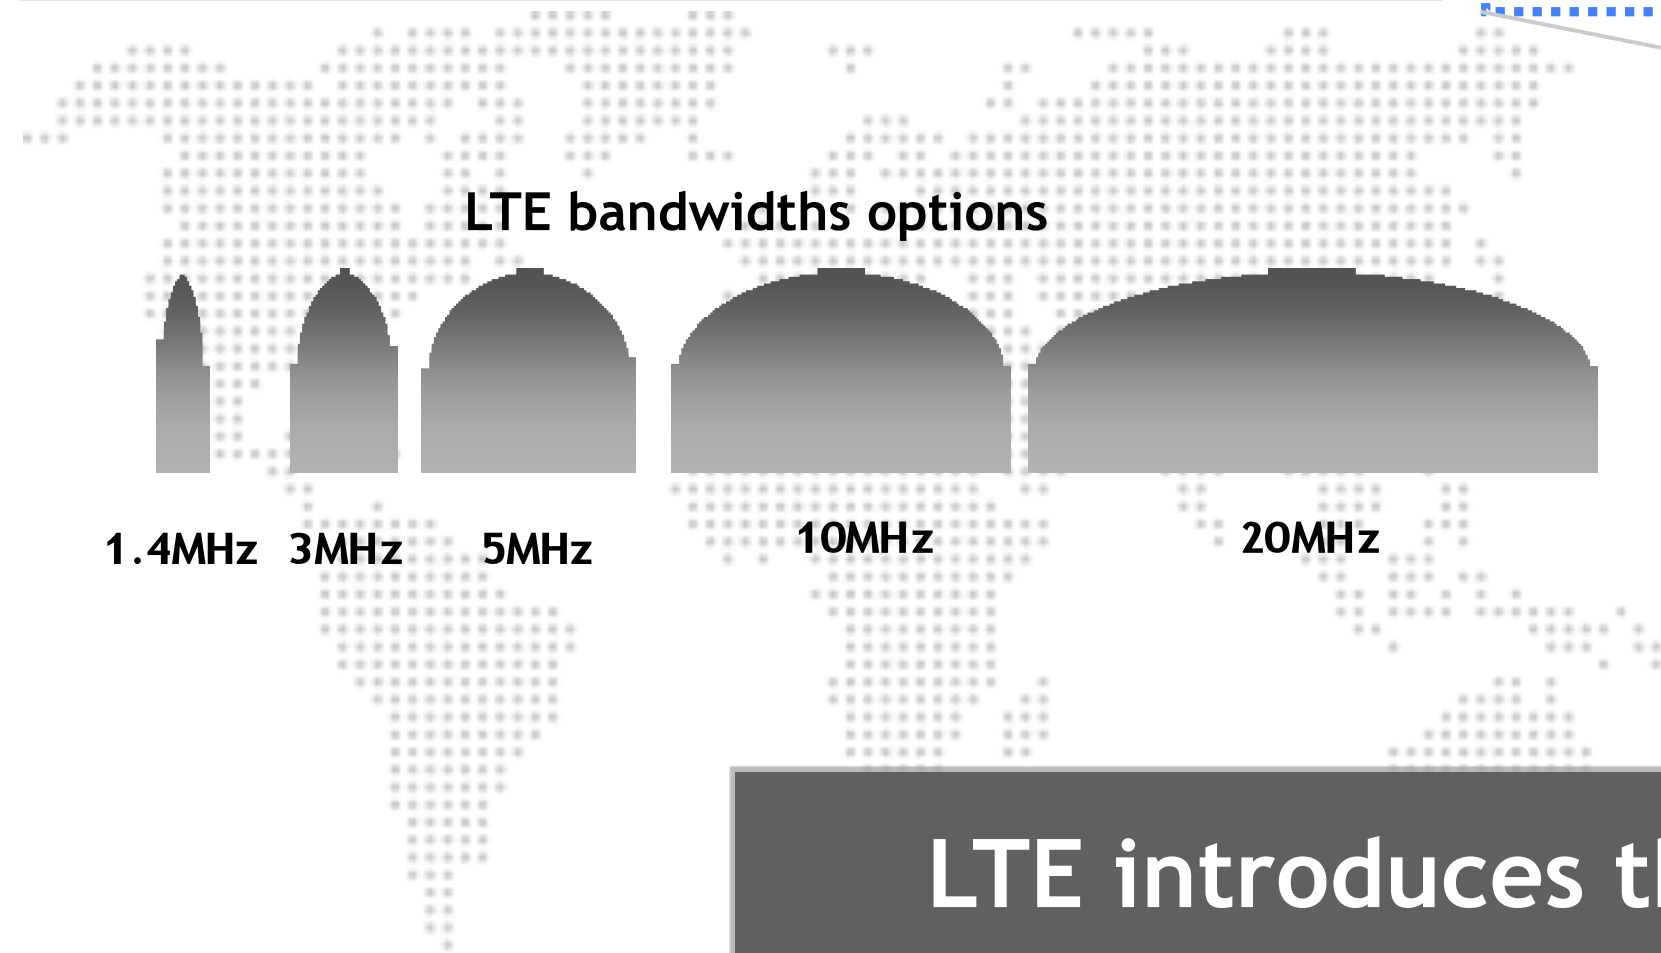 LTE bandwidths options
1.4MHz 3MHz 5MHz 10MHz 20MHz
LTE introduces